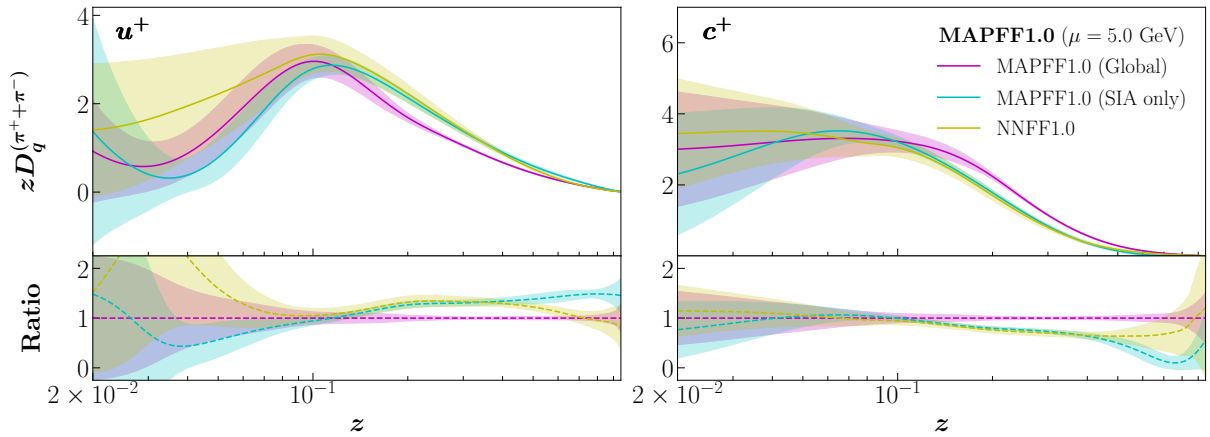 u⁺
zD_q^(π⁺+π⁻)
4
2
0
Ratio
2
1
0
2 × 10⁻²
10⁻¹
z
c⁺
MAPFF1.0 (μ = 5.0 GeV)
MAPFF1.0 (Global)
MAPFF1.0 (SIA only)
NNFF1.0
6
4
2
2
1
0
2 × 10⁻²
10⁻¹
z